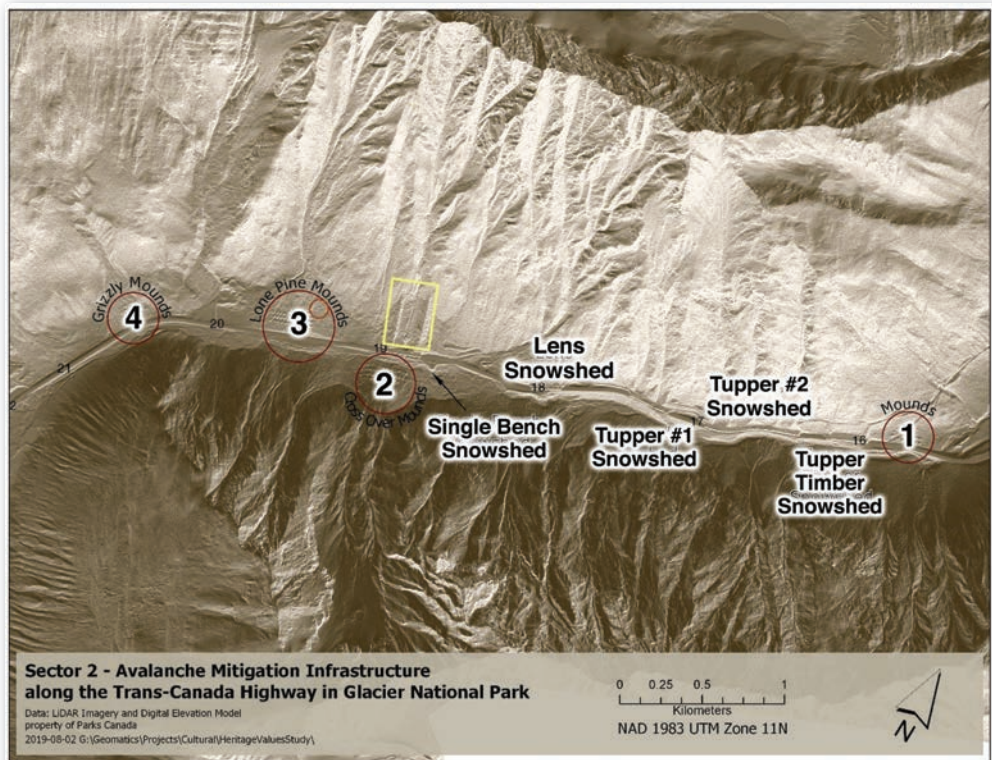 Grizzly Mounds
4
Lone Pine Mounds
3
20
21
2
19
2
Cross Over Mounds
Lens
Snowshed
18
Single Bench
Snowshed
Tupper #2
Snowshed
17
Tupper #1
Snowshed
Mounds
1
16
Tupper
Timber
Snowshed
Sector 2 - Avalanche Mitigation Infrastructure
along the Trans-Canada Highway in Glacier National Park
Data: LiDAR Imagery and Digital Elevation Model
property of Parks Canada
2019-08-02 G:\Geomatics\Projects\Cultural\HeritageValuesStudy\
0 0.25 0.5 1
Kilometers
NAD 1983 UTM Zone 11N
N